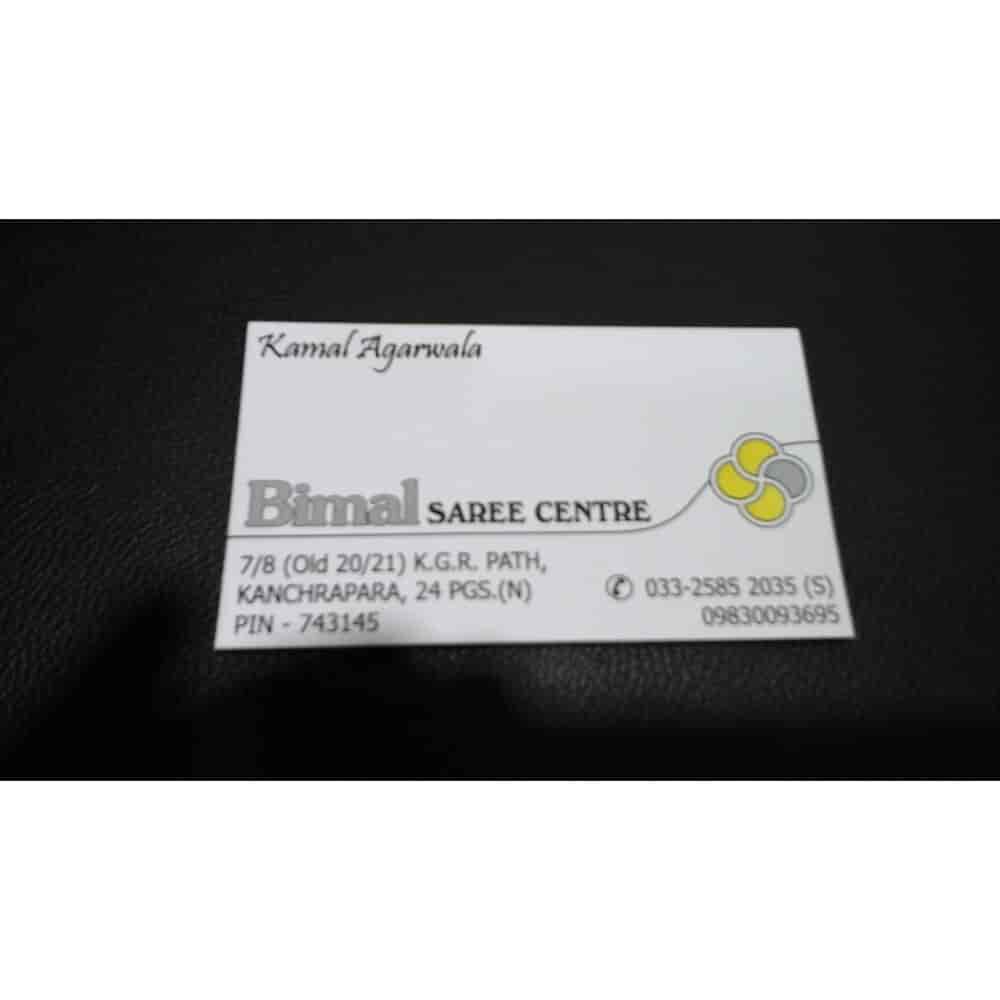 Kamal Agarwala
Bimal SAREE CENTRE
7/8 (Old 20/21) K.G.R. PATH,
KANCHRAPARA, 24 PGS.(N)
PIN - 743145
✆ 033-2585 2035 (S)
09830093695